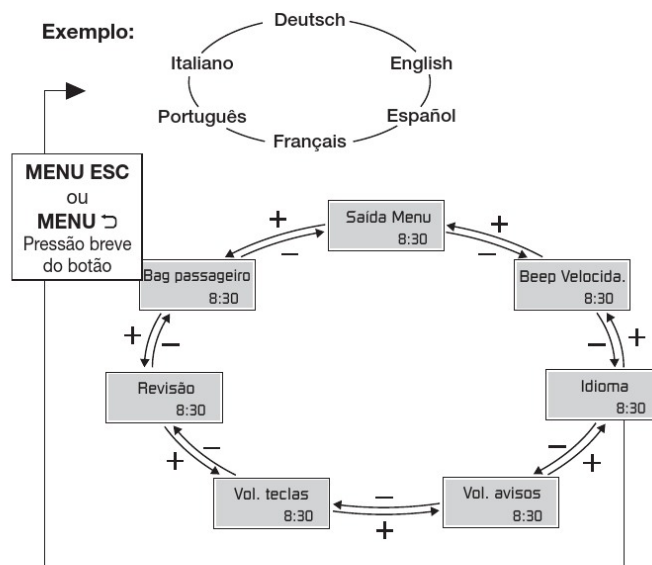 Exemplo:
Deutsch
Italiano
English
Português
Español
Français
MENU ESC
ou
MENU ⮌
Pressão breve
do botão
+
Saída Menu
8:30
+
−
−
Bag passageiro
8:30
Beep Velocida.
8:30
+
−
−
+
Revisão
8:30
Idioma
8:30
+
−
−
+
Vol. teclas
8:30
−
+
Vol. avisos
8:30